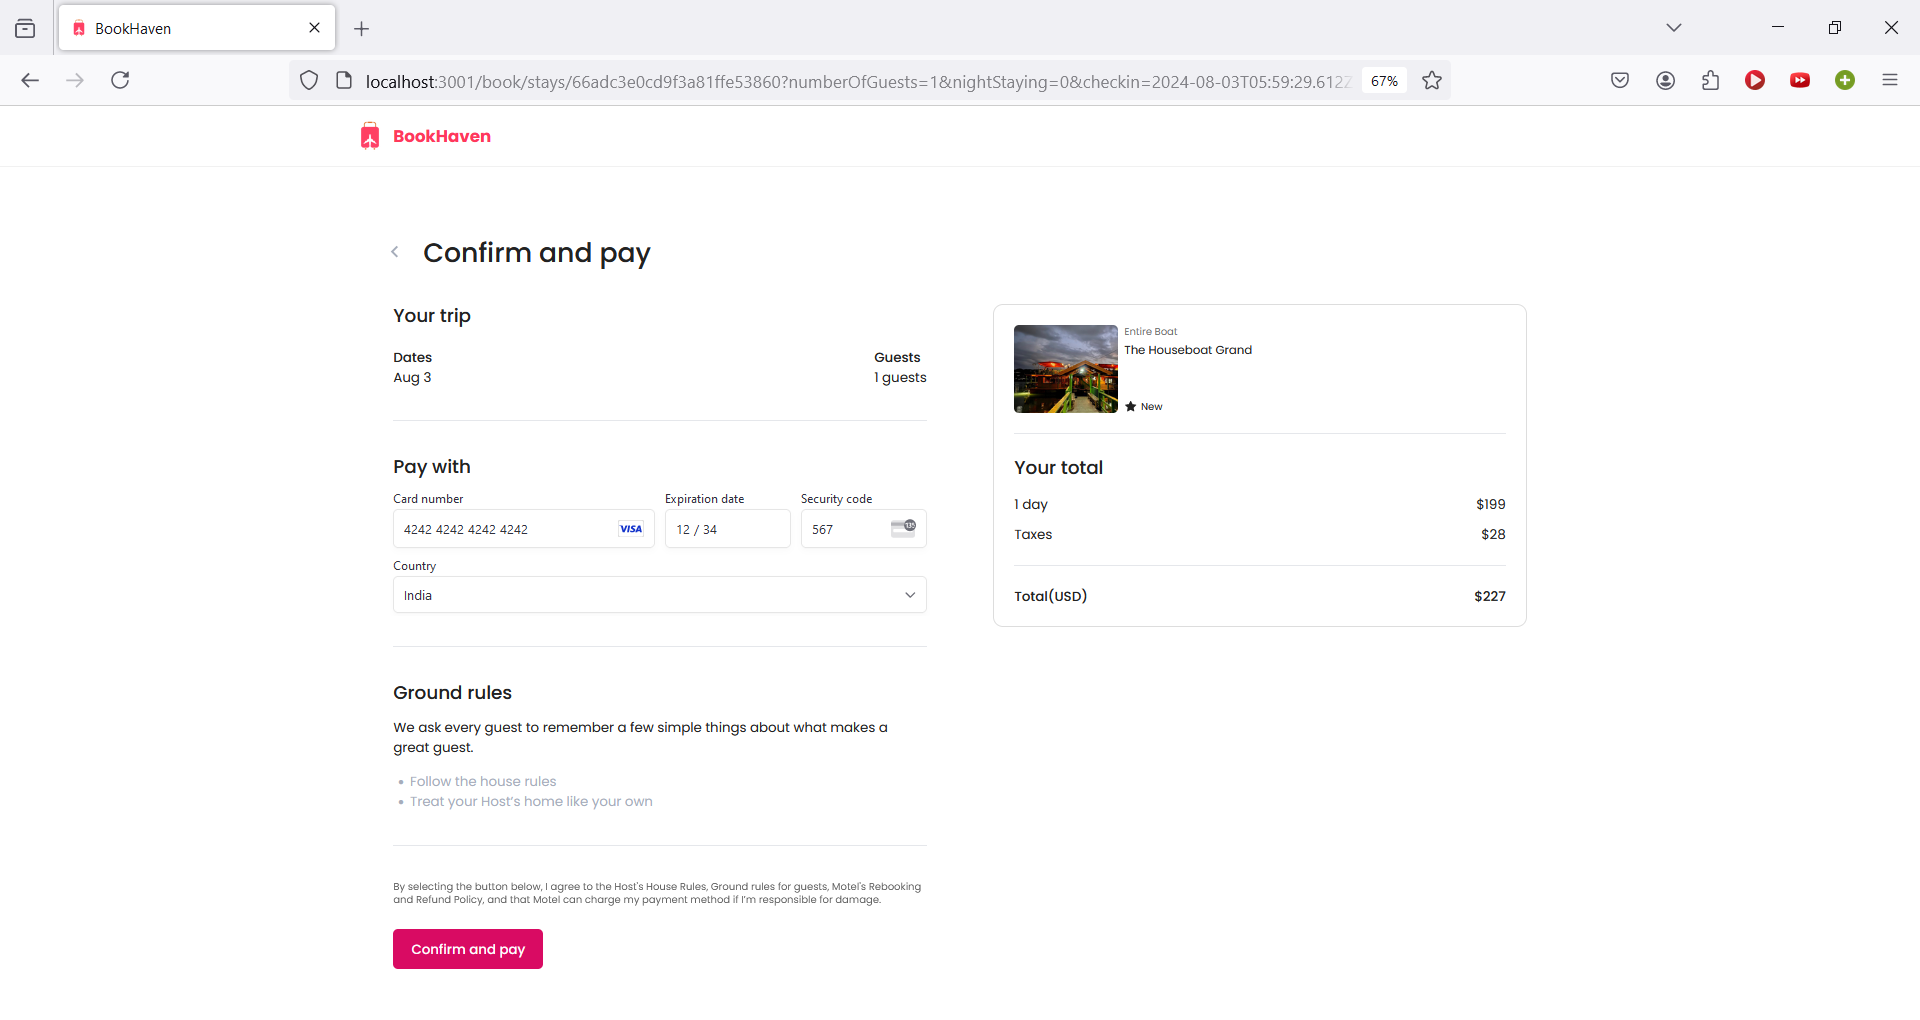 BookHaven
localhost:3001/book/stays/66adc3e0cd9f3a81ffe53860?numberOfGuests=1&nightStaying=0&checkin=2024-08-03T05:59:29.612Z
67%
BookHaven
Confirm and pay
Your trip
Dates
Guests
Aug 3
1 guests
Pay with
Card number
Expiration date
Security code
4242 4242 4242 4242
VISA
12 / 34
567
135
Country
India
Ground rules
We ask every guest to remember a few simple things about what makes a
great guest.
• Follow the house rules
• Treat your Host's home like your own
By selecting the button below, I agree to the Host's House Rules, Ground rules for guests, Motel's Rebooking
and Refund Policy, and that Motel can charge my payment method if I'm responsible for damage.
Confirm and pay
Entire Boat
The Houseboat Grand
New
Your total
1 day
$199
Taxes
$28
Total(USD)
$227